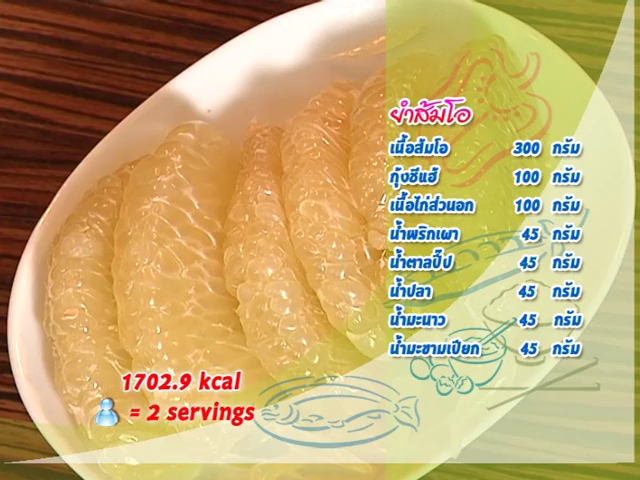 ยำส้มโอ
เนื้อส้มโอ 300 กรัม
กุ้งชีแฮ้ 100 กรัม
เนื้อไก่ส่วนอก 100 กรัม
น้ำพริกเผา 45 กรัม
น้ำตาลปี๊ป 45 กรัม
น้ำปลา 45 กรัม
น้ำมะนาว 45 กรัม
น้ำมะขามเปียก 45 กรัม
1702.9 kcal
= 2 servings